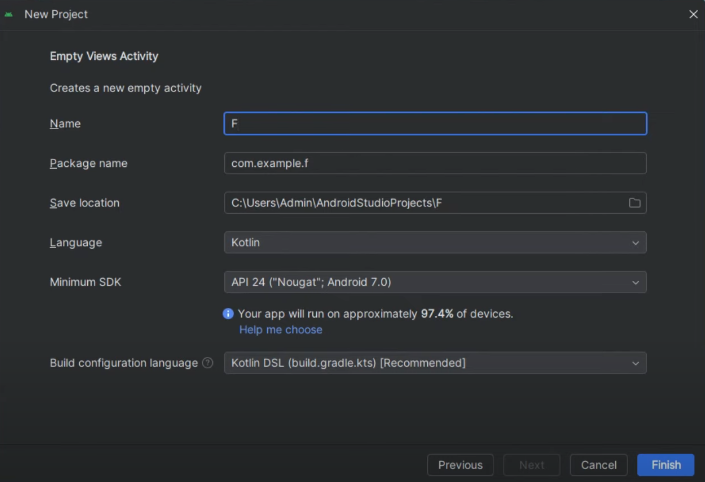 New Project
Empty Views Activity
Creates a new empty activity
Name F
Package name com.example.f
Save location C:\Users\Admin\AndroidStudioProjects\F
Language Kotlin
Minimum SDK API 24 ("Nougat"; Android 7.0)
Your app will run on approximately 97.4% of devices.
Help me choose
Build configuration language ? Kotlin DSL (build.gradle.kts) [Recommended]
Previous Next Cancel Finish